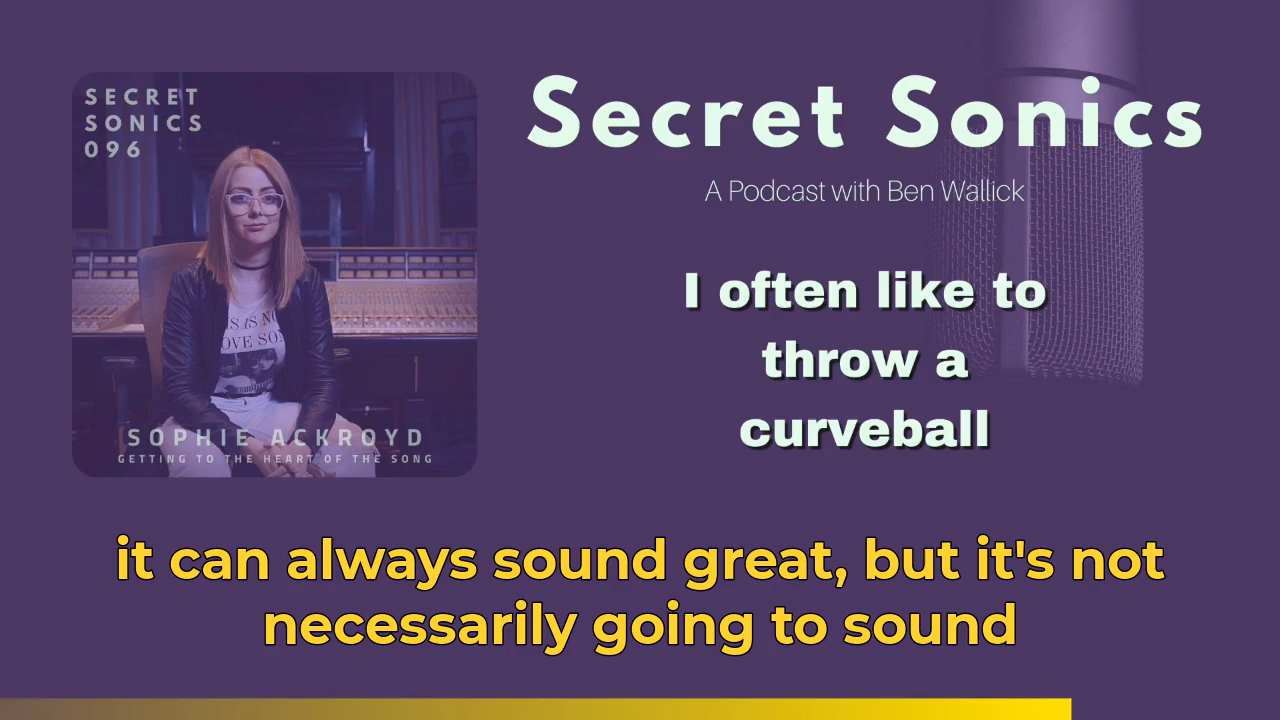 SECRET
SONICS
096
SOPHIE ACKROYD
GETTING TO THE HEART OF THE SONG
Secret Sonics
A Podcast with Ben Wallick
I often like to
throw a
curveball
it can always sound great, but it's not
necessarily going to sound